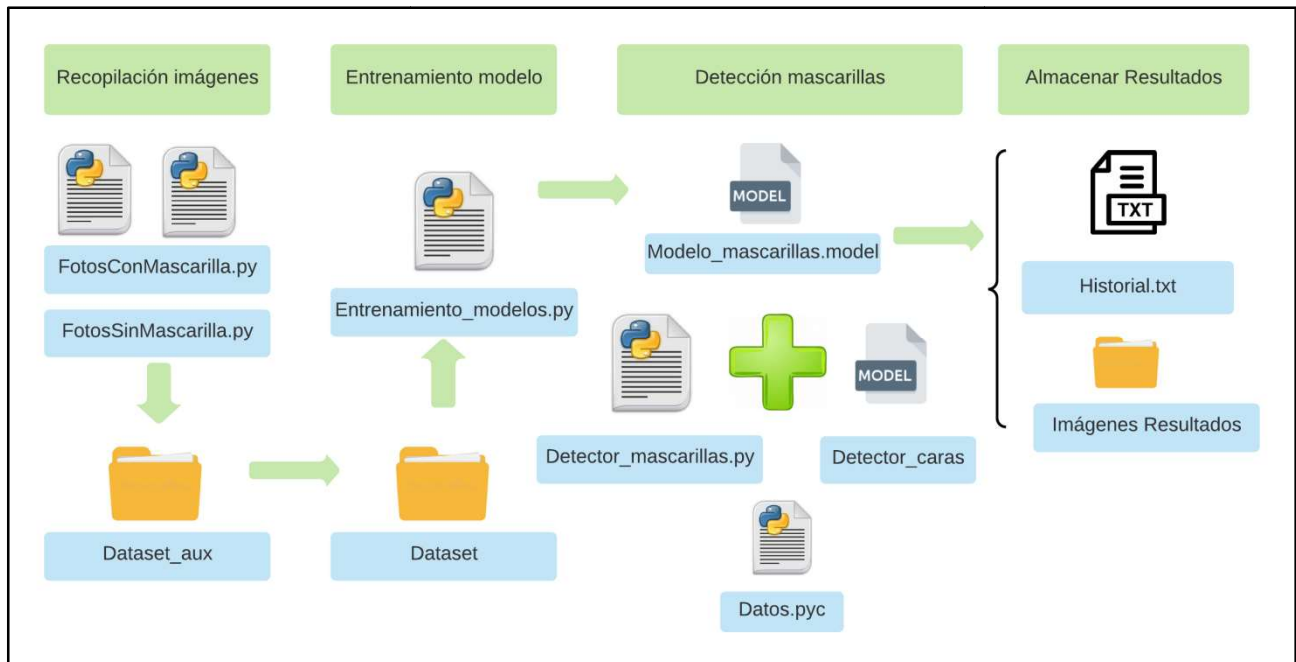 Recopilación imágenes
Entrenamiento modelo
Detección mascarillas
Almacenar Resultados
FotosConMascarilla.py
FotosSinMascarilla.py
Dataset_aux
Entrenamiento_modelos.py
Dataset
MODEL
Modelo_mascarillas.model
Detector_mascarillas.py
MODEL
Detector_caras
Datos.pyc
TXT
Historial.txt
Imágenes Resultados